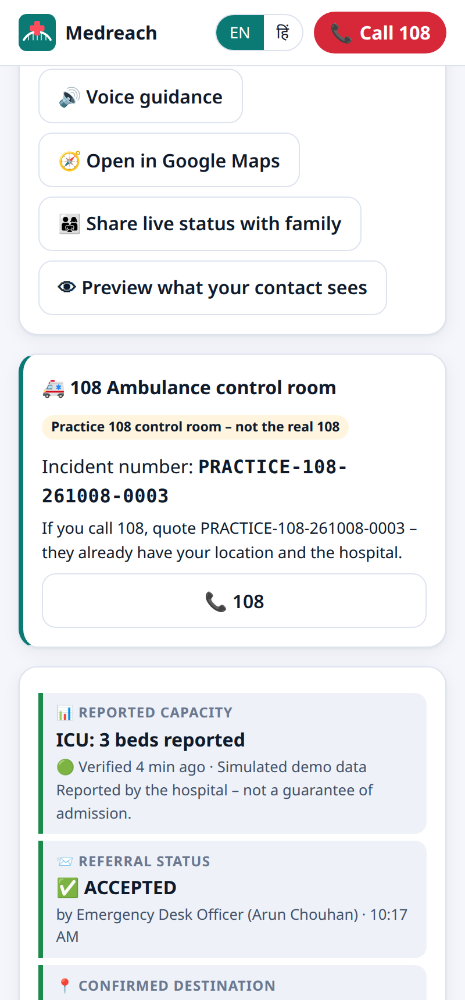 Medreach
EN
हिं
Call 108
Voice guidance
Open in Google Maps
Share live status with family
Preview what your contact sees
108 Ambulance control room
Practice 108 control room – not the real 108
Incident number: PRACTICE-108-
261008-0003
If you call 108, quote PRACTICE-108-261008-0003 –
they already have your location and the hospital.
108
REPORTED CAPACITY
ICU: 3 beds reported
Verified 4 min ago · Simulated demo data
Reported by the hospital – not a guarantee of
admission.
REFERRAL STATUS
ACCEPTED
by Emergency Desk Officer (Arun Chouhan) · 10:17
AM
CONFIRMED DESTINATION